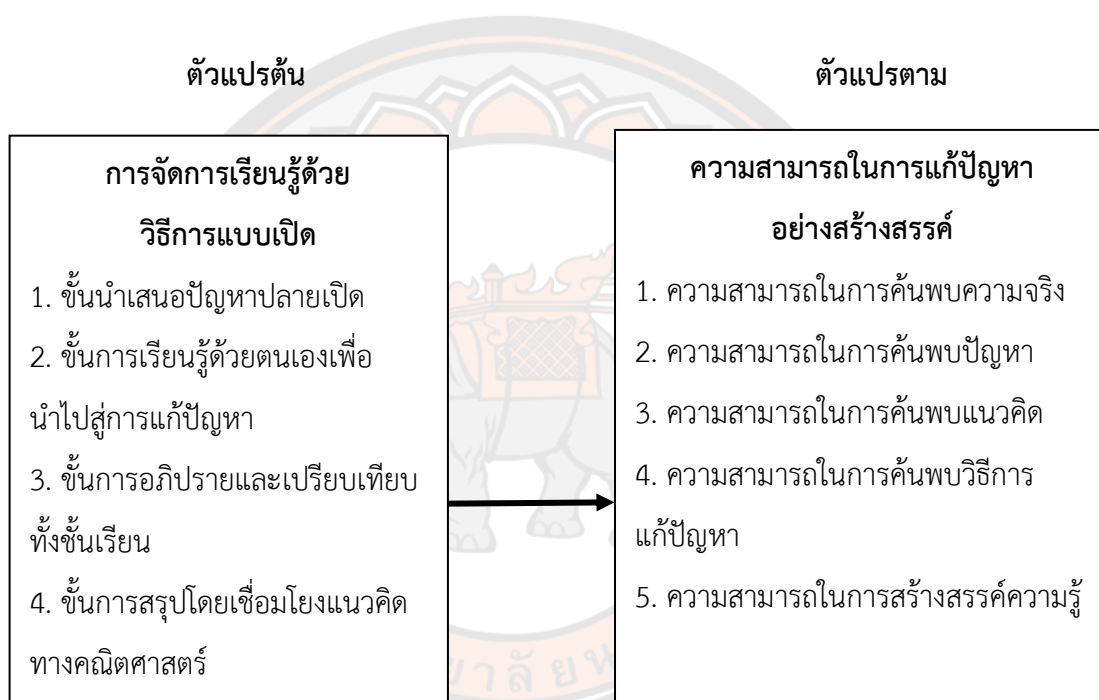 ตัวแปรต้น
ตัวแปรตาม
การจัดการเรียนรู้ด้วย
วิธีการแบบเปิด
1. ขั้นนำเสนอปัญหาปลายเปิด
2. ขั้นการเรียนรู้ด้วยตนเองเพื่อ
นำไปสู่การแก้ปัญหา
3. ขั้นการอภิปรายและเปรียบเทียบ
ทั้งชั้นเรียน
4. ขั้นการสรุปโดยเชื่อมโยงแนวคิด
ทางคณิตศาสตร์
ความสามารถในการแก้ปัญหา
อย่างสร้างสรรค์
1. ความสามารถในการค้นพบความจริง
2. ความสามารถในการค้นพบปัญหา
3. ความสามารถในการค้นพบแนวคิด
4. ความสามารถในการค้นพบวิธีการ
แก้ปัญหา
5. ความสามารถในการสร้างสรรค์ความรู้